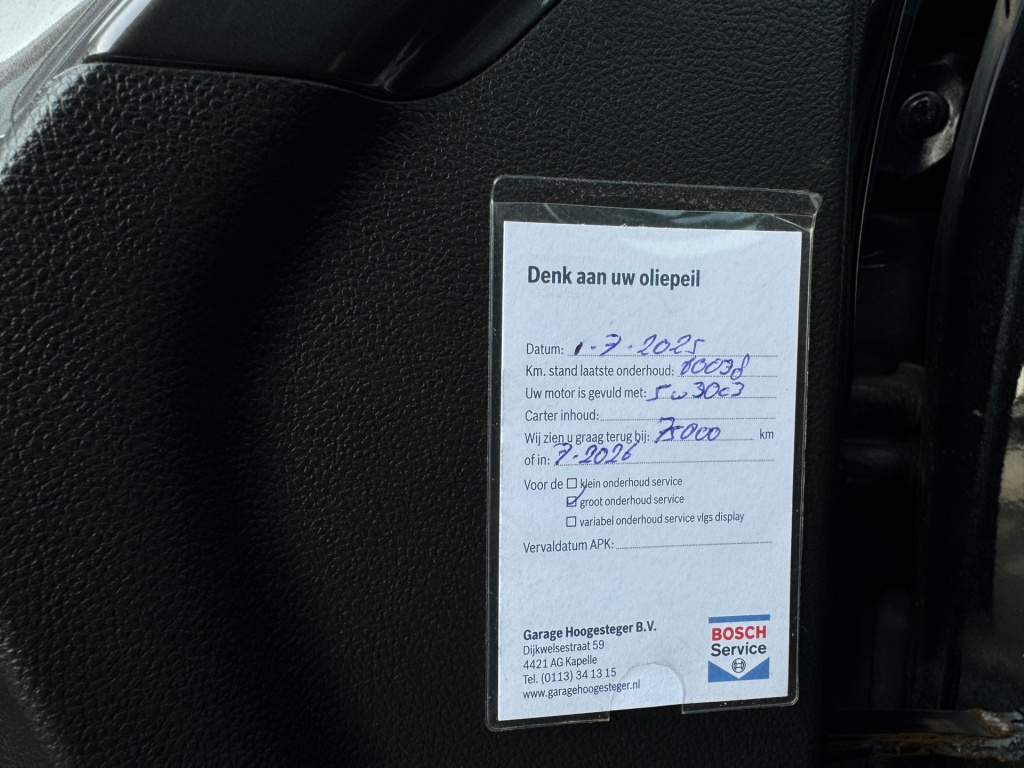 Denk aan uw oliepeil
Datum: 1-7-2025
Km. stand laatste onderhoud: 60038
Uw motor is gevuld met: 5w30c3
Carter inhoud:
Wij zien u graag terug bij: 75000 km
of in: 7-2026
Voor de klein onderhoud service
groot onderhoud service
variabel onderhoud service vlgs display
Vervaldatum APK:
Garage Hoogesteger B.V.
Dijkwelsestraat 59
4421 AG Kapelle
Tel. (0113) 34 13 15
www.garagehoogesteger.nl
BOSCH
Service